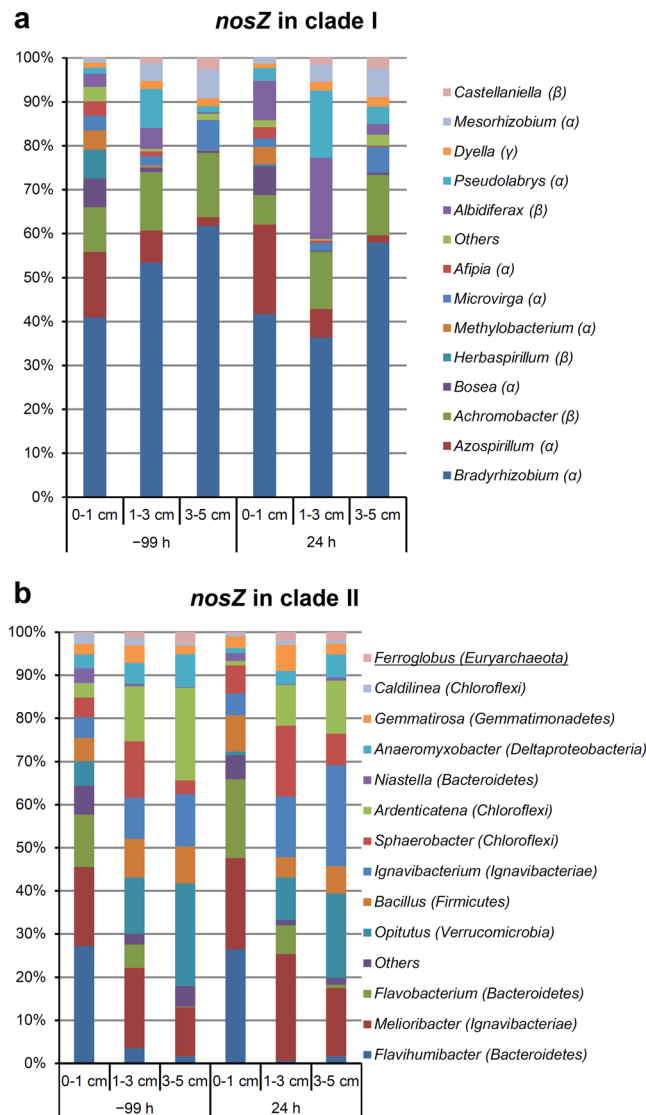 a
nosZ in clade I
100%
90%
80%
70%
60%
50%
40%
30%
20%
10%
0%
Castellaniella (β)
Mesorhizobium (α)
Dyella (γ)
Pseudolabrys (α)
Albidiferax (β)
Others
Afipia (α)
Microvirga (α)
Methylobacterium (α)
Herbaspirillum (β)
Bosea (α)
Achromobacter (β)
Azospirillum (α)
Bradyrhizobium (α)
0-1 cm 1-3 cm 3-5 cm 0-1 cm 1-3 cm 3-5 cm
−99 h 24 h
b
nosZ in clade II
100%
90%
80%
70%
60%
50%
40%
30%
20%
10%
0%
Ferroglobus (Euryarchaeota)
Caldilinea (Chloroflexi)
Gemmatirosa (Gemmatimonadetes)
Anaeromyxobacter (Deltaproteobacteria)
Niastella (Bacteroidetes)
Ardenticatena (Chloroflexi)
Sphaerobacter (Chloroflexi)
Ignavibacterium (Ignavibacteriae)
Bacillus (Firmicutes)
Opitutus (Verrucomicrobia)
Others
Flavobacterium (Bacteroidetes)
Melioribacter (Ignavibacteriae)
Flavihumibacter (Bacteroidetes)
0-1 cm 1-3 cm 3-5 cm 0-1 cm 1-3 cm 3-5 cm
−99 h 24 h